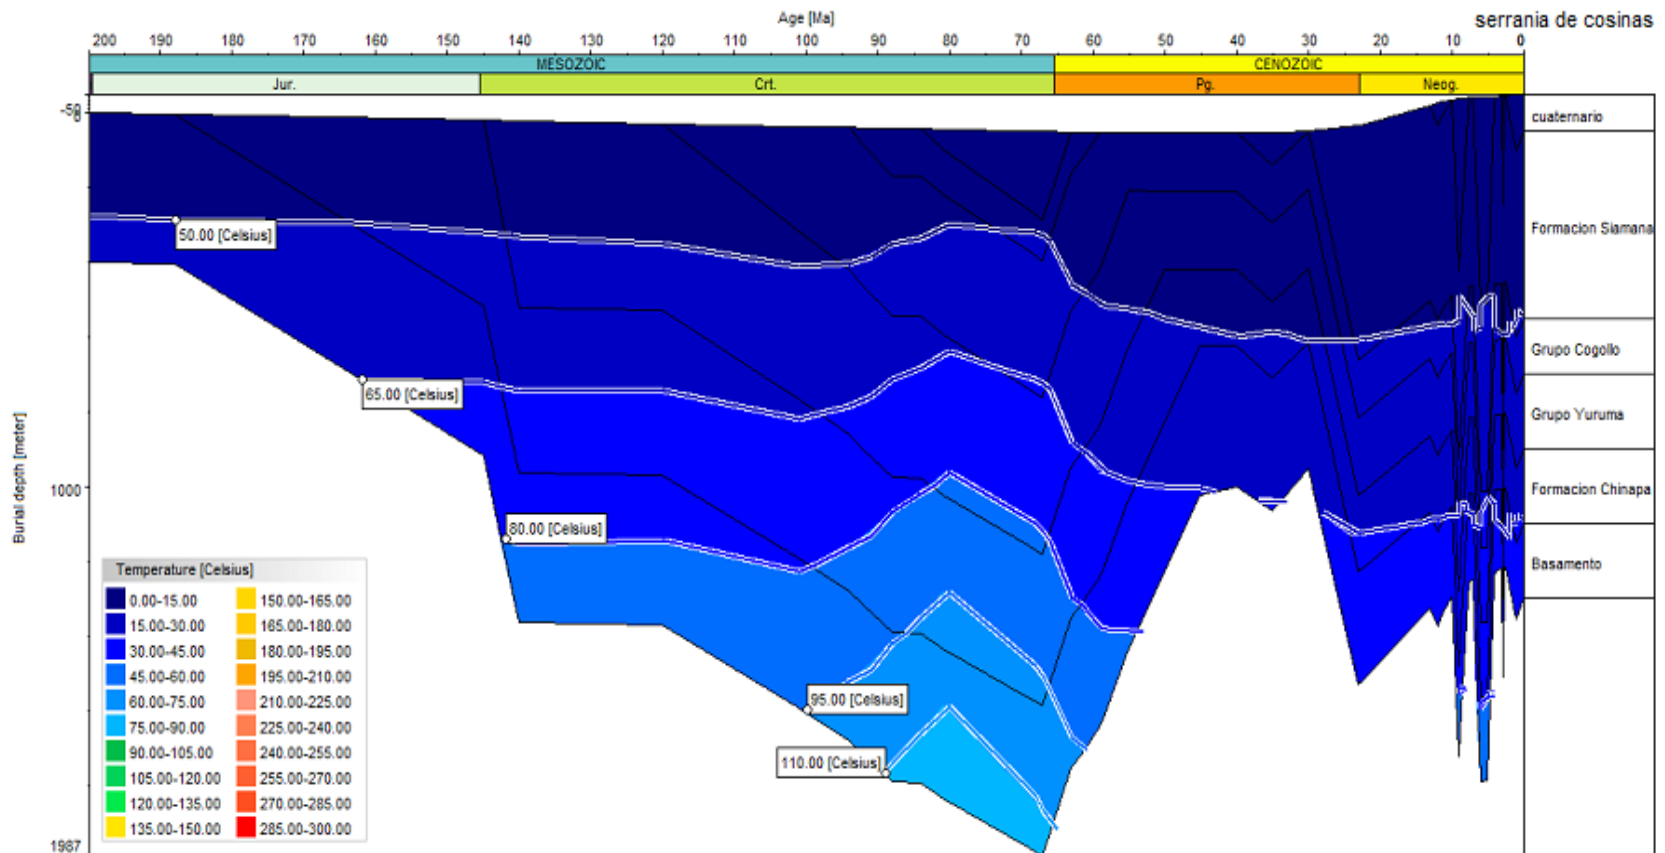 Age [Ma]
serrania de cosinas
200 190 180 170 160 150 140 130 120 110 100 90 80 70 60 50 40 30 20 10 0
MESOZOIC CENOZOIC
Jur. Crt. Pg. Neog.
cuaternario
Formacion Siamana
50.00 [Celsius]
Grupo Cogollo
65.00 [Celsius]
Grupo Yuruma
Burial depth [meter]
1000
Formacion Chinapa
80.00 [Celsius]
Basamento
Temperature [Celsius]
0.00-15.00 150.00-165.00
15.00-30.00 165.00-180.00
30.00-45.00 180.00-195.00
45.00-60.00 195.00-210.00
60.00-75.00 210.00-225.00
75.00-90.00 225.00-240.00
90.00-105.00 240.00-255.00
105.00-120.00 255.00-270.00
120.00-135.00 270.00-285.00
135.00-150.00 285.00-300.00
95.00 [Celsius]
110.00 [Celsius]
1987